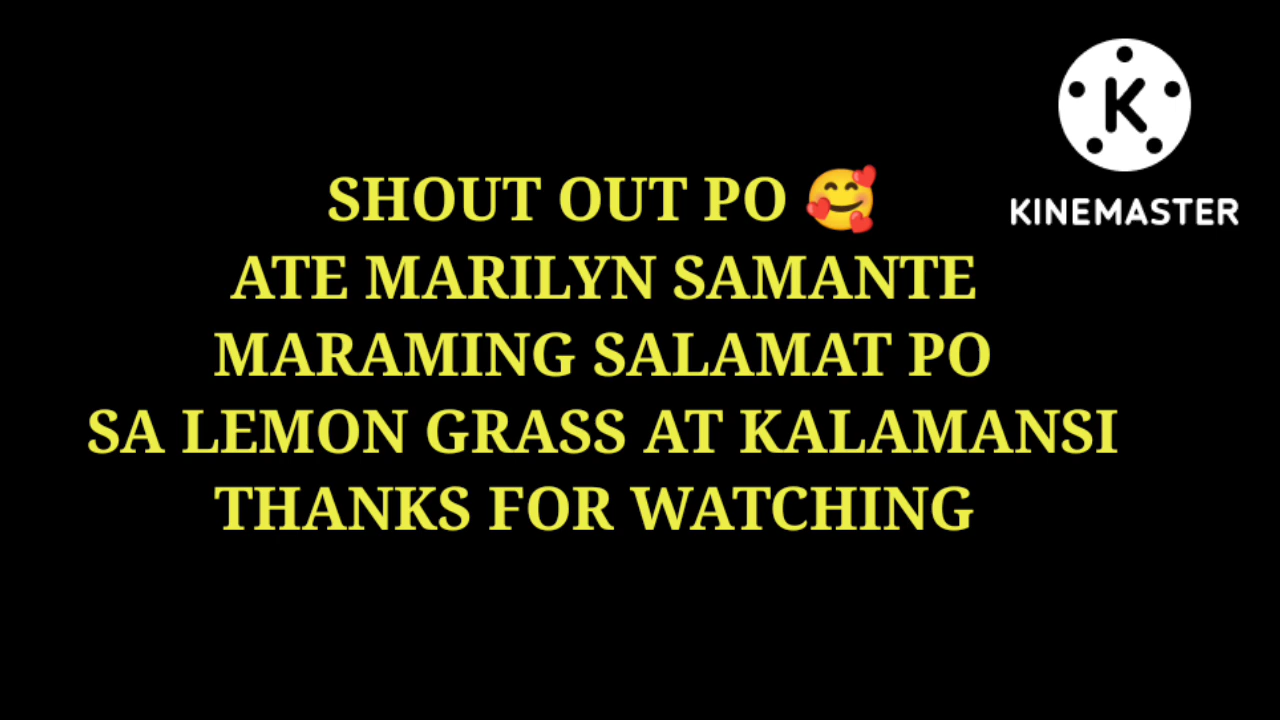 SHOUT OUT PO 🥰
ATE MARILYN SAMANTE
MARAMING SALAMAT PO
SA LEMON GRASS AT KALAMANSI
THANKS FOR WATCHING
K
KINEMASTER